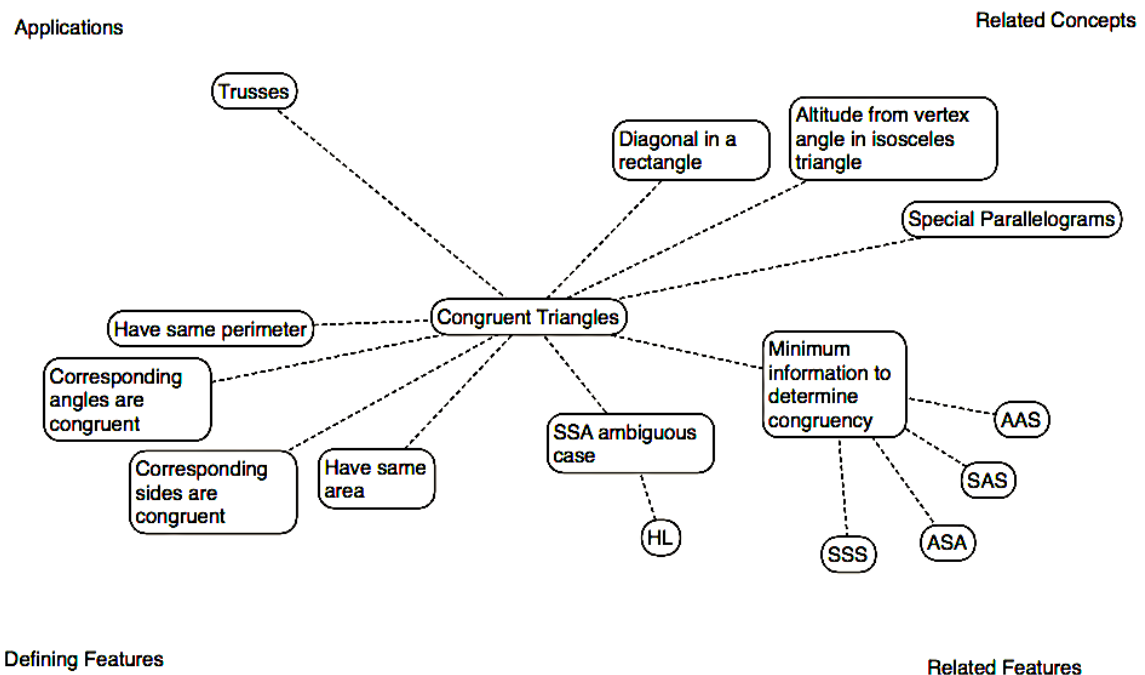 Applications
Related Concepts
Trusses
Diagonal in a
rectangle
Altitude from vertex
angle in isosceles
triangle
Special Parallelograms
Congruent Triangles
Have same perimeter
Corresponding
angles are
congruent
Corresponding
sides are
congruent
Have same
area
SSA ambiguous
case
HL
Minimum
information to
determine
congruency
AAS
SAS
ASA
SSS
Defining Features
Related Features